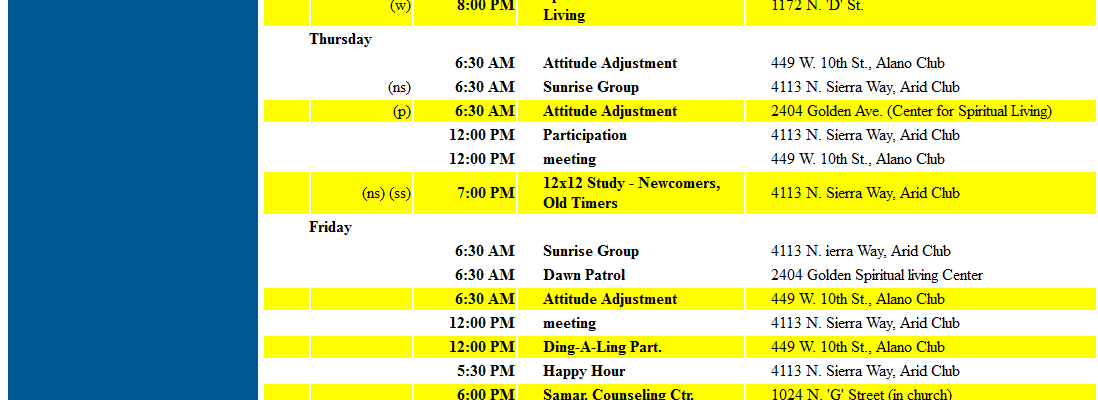 (w) 8:00 PM Living 1172 N. 'D' St.
Thursday
6:30 AM Attitude Adjustment 449 W. 10th St., Alano Club
(ns) 6:30 AM Sunrise Group 4113 N. Sierra Way, Arid Club
(p) 6:30 AM Attitude Adjustment 2404 Golden Ave. (Center for Spiritual Living)
12:00 PM Participation 4113 N. Sierra Way, Arid Club
12:00 PM meeting 449 W. 10th St., Alano Club
(ns) (ss) 7:00 PM 12x12 Study - Newcomers, 4113 N. Sierra Way, Arid Club
Old Timers
Friday
6:30 AM Sunrise Group 4113 N. ierra Way, Arid Club
6:30 AM Dawn Patrol 2404 Golden Spiritual living Center
6:30 AM Attitude Adjustment 449 W. 10th St., Alano Club
12:00 PM meeting 4113 N. Sierra Way, Arid Club
12:00 PM Ding-A-Ling Part. 449 W. 10th St., Alano Club
5:30 PM Happy Hour 4113 N. Sierra Way, Arid Club
6:00 PM Samar. Counseling Ctr. 1024 N. 'G' Street (in church)